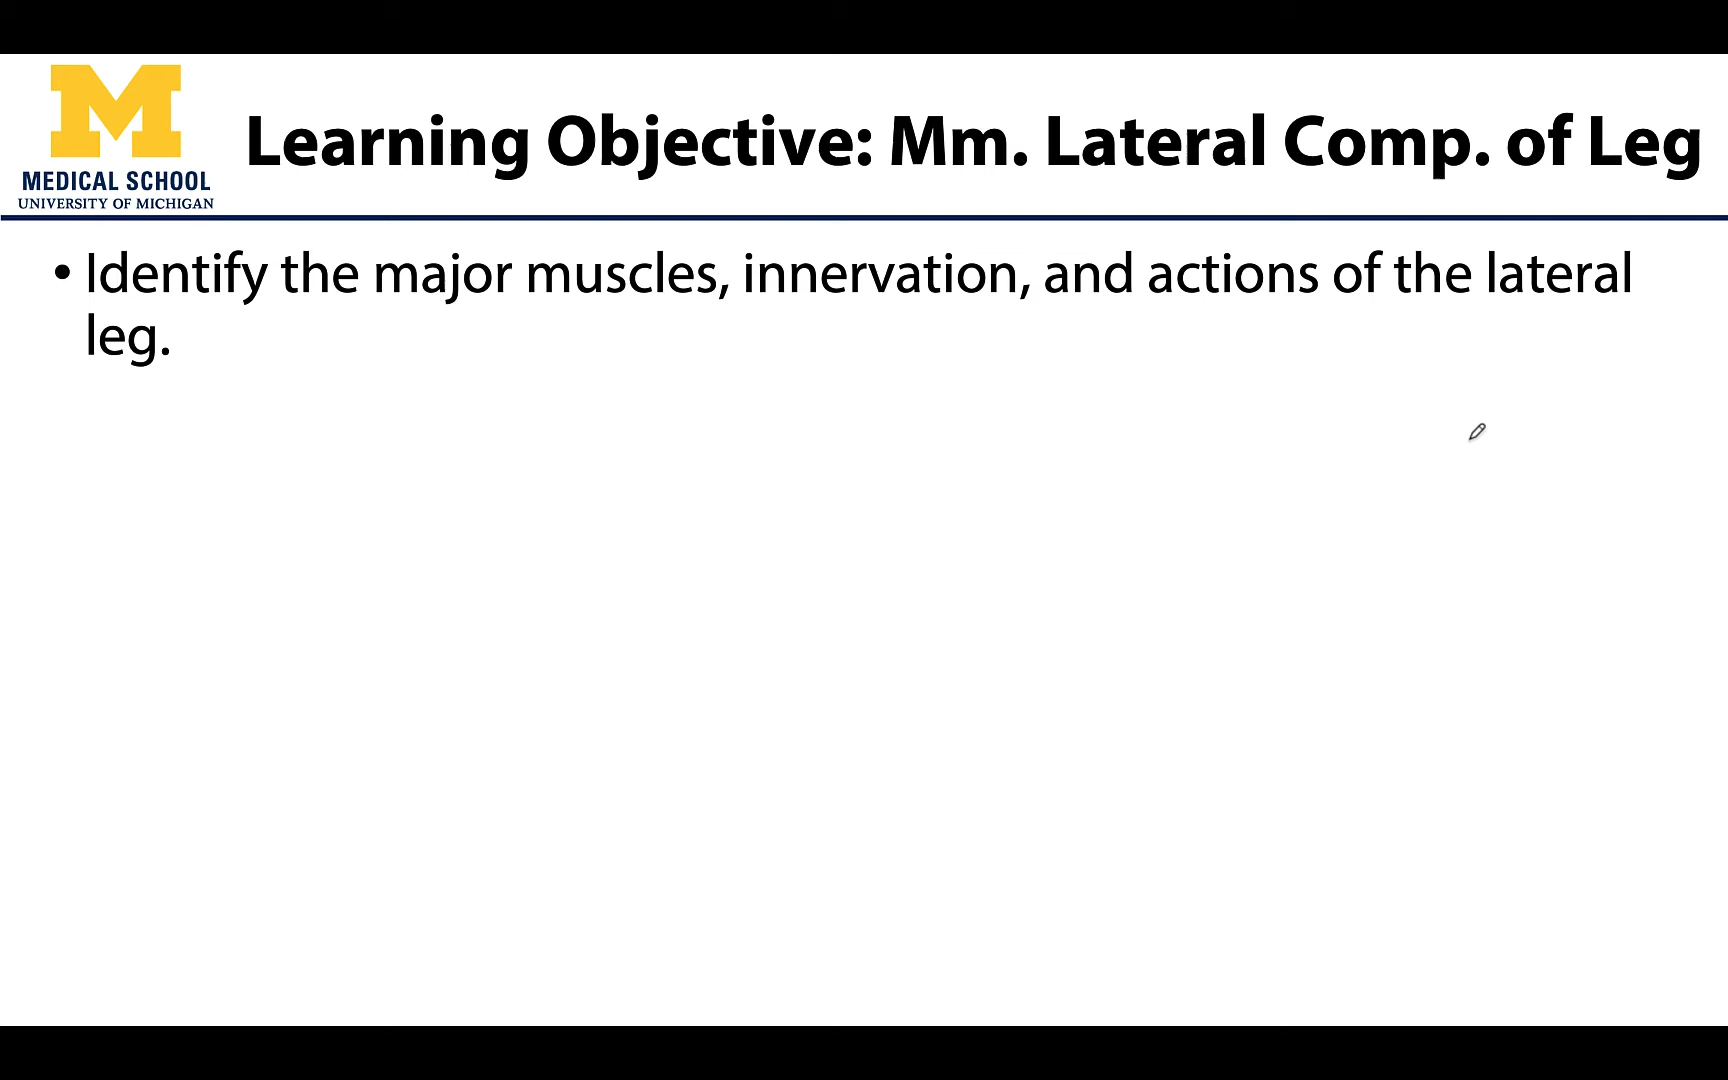 M
MEDICAL SCHOOL
UNIVERSITY OF MICHIGAN
Learning Objective: Mm. Lateral Comp. of Leg
• Identify the major muscles, innervation, and actions of the lateral
leg.